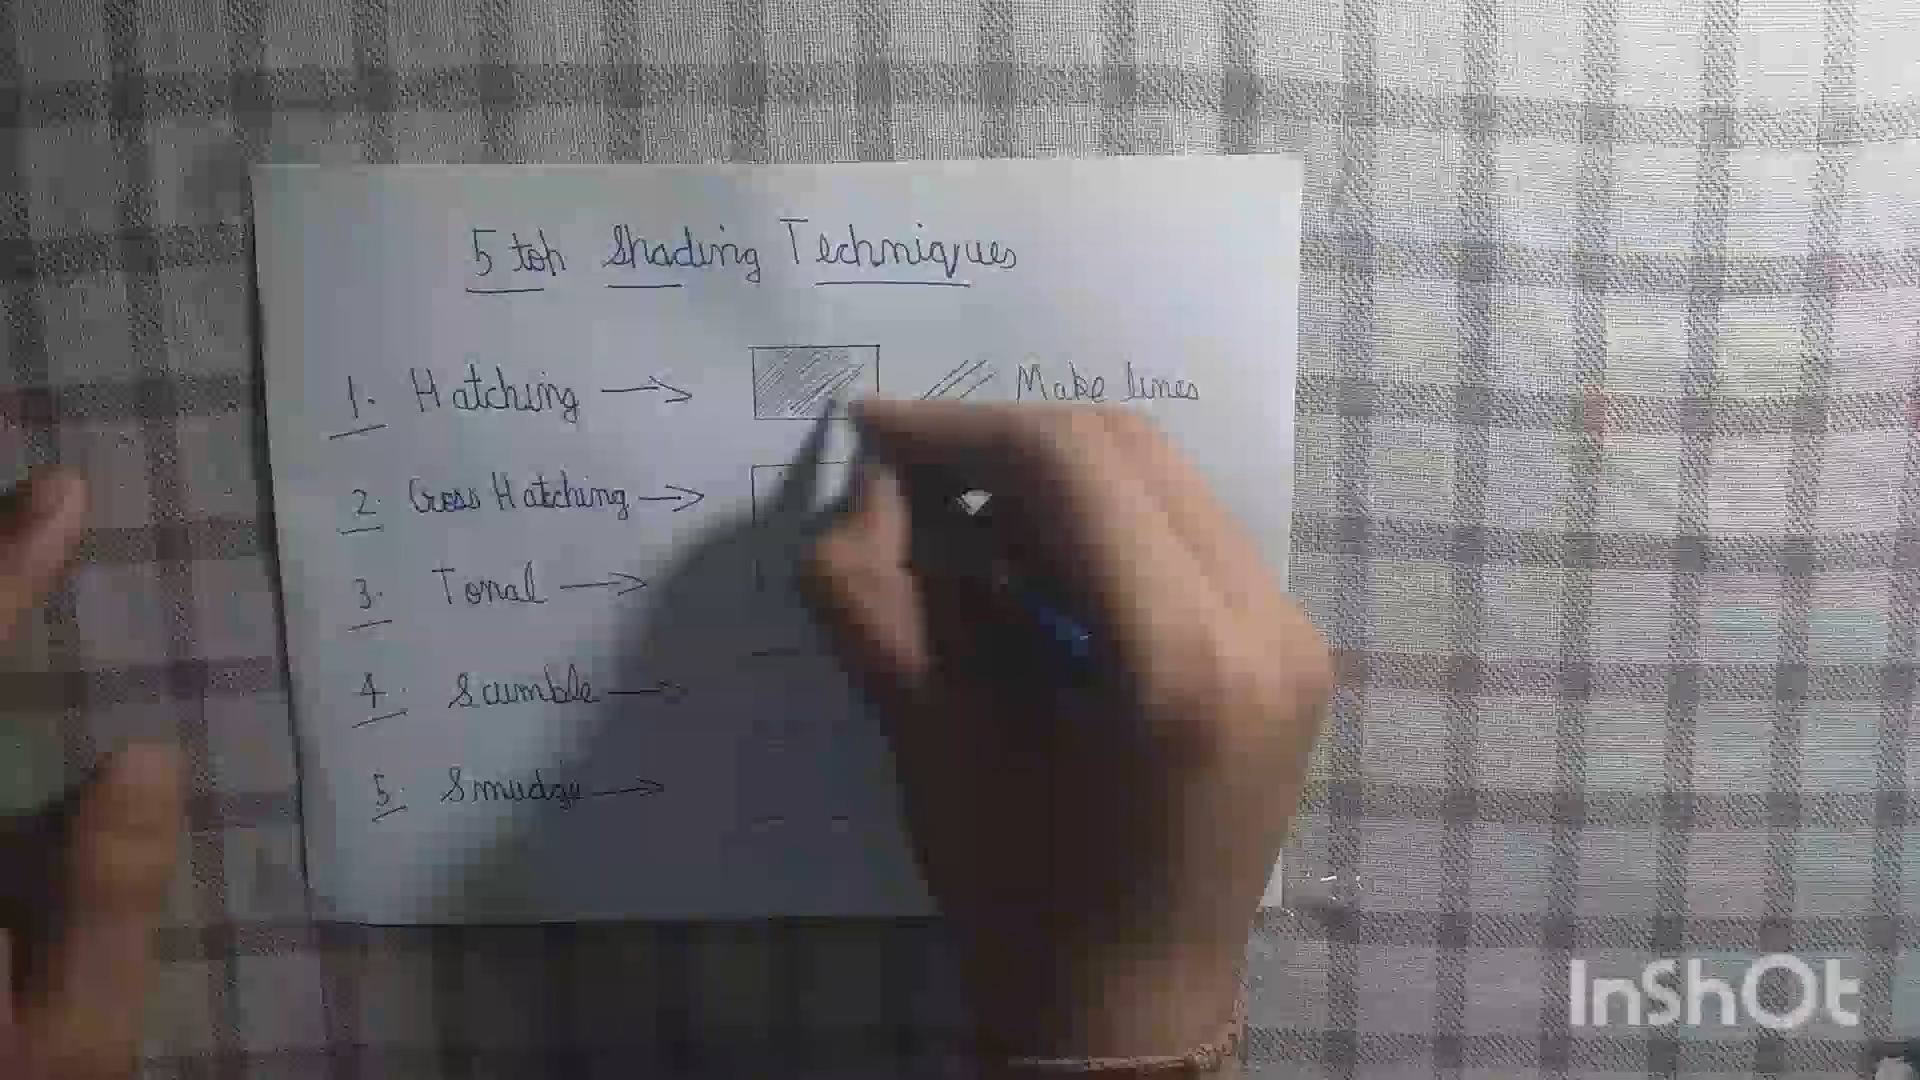 5 top Shading Techniques
1. Hatching → Make lines
2. Cross Hatching →
3. Tonal →
4. Scumble →
5. Smudge →
InShOt